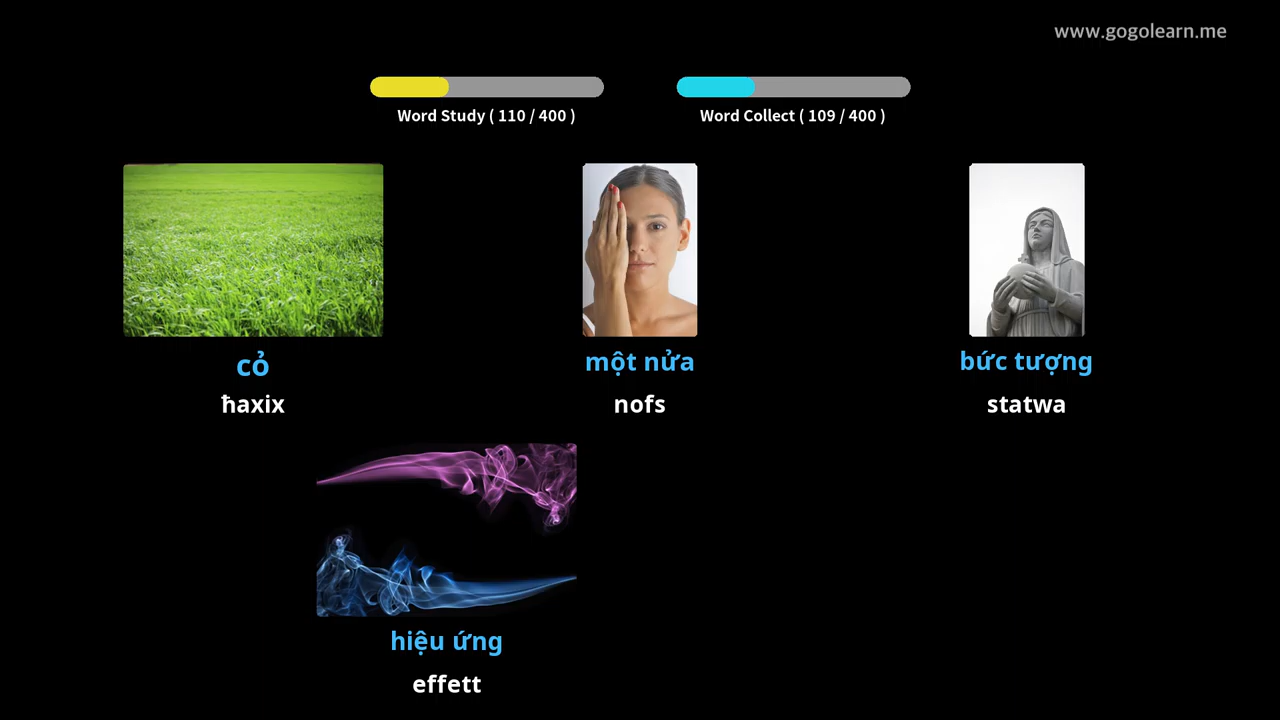 www.gogolearn.me
Word Study ( 110 / 400 )
Word Collect ( 109 / 400 )
cỏ
ħaxix
một nửa
nofs
bức tượng
statwa
hiệu ứng
effett